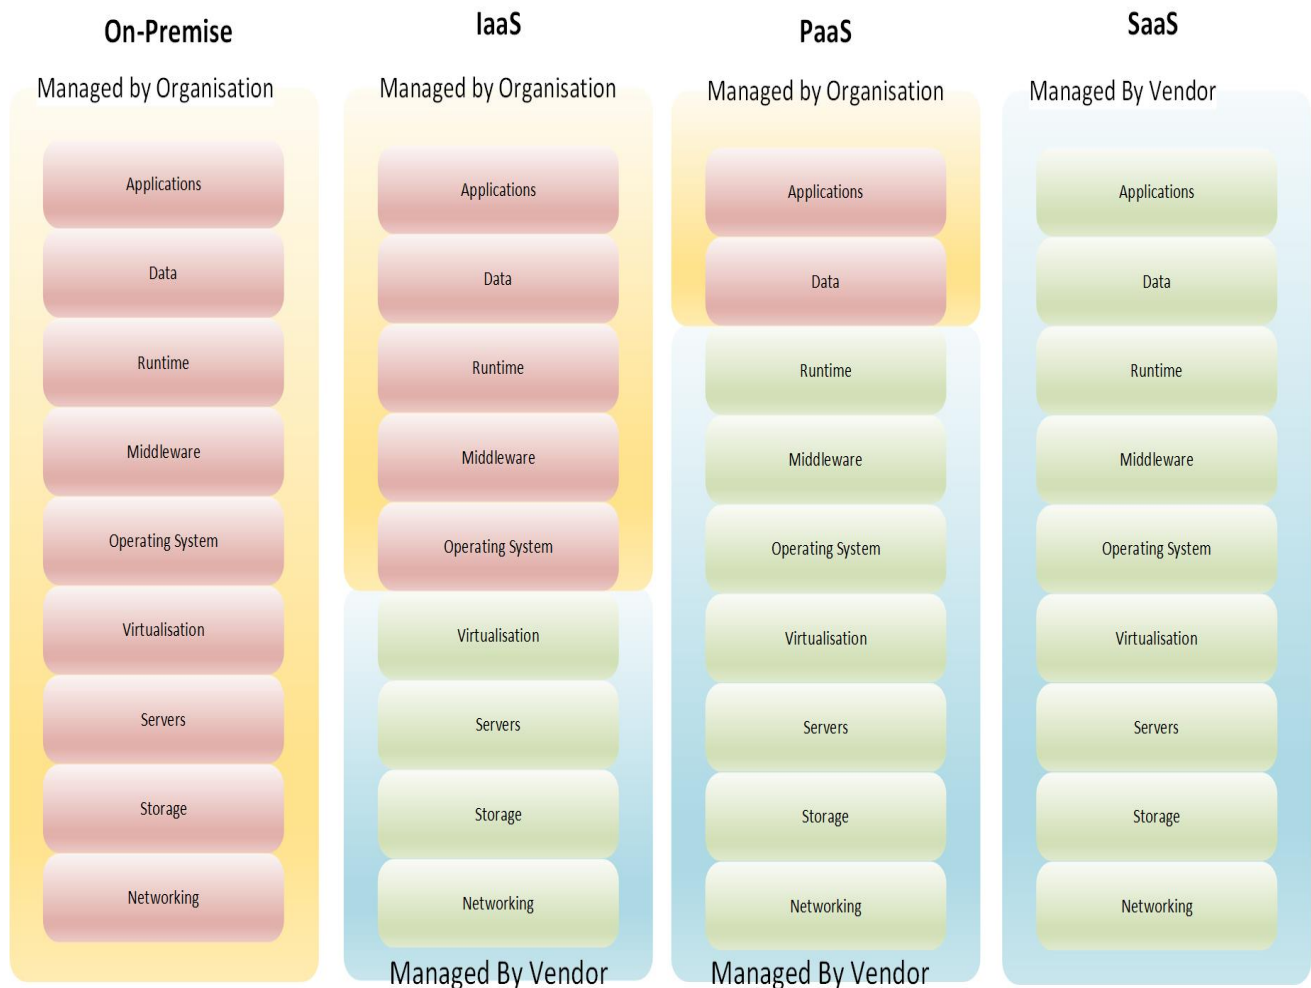 On-Premise
Managed by Organisation
Applications
Data
Runtime
Middleware
Operating System
Virtualisation
Servers
Storage
Networking
IaaS
Managed by Organisation
Applications
Data
Runtime
Middleware
Operating System
Virtualisation
Servers
Storage
Networking
Managed By Vendor
PaaS
Managed by Organisation
Applications
Data
Runtime
Middleware
Operating System
Virtualisation
Servers
Storage
Networking
Managed By Vendor
SaaS
Managed By Vendor
Applications
Data
Runtime
Middleware
Operating System
Virtualisation
Servers
Storage
Networking